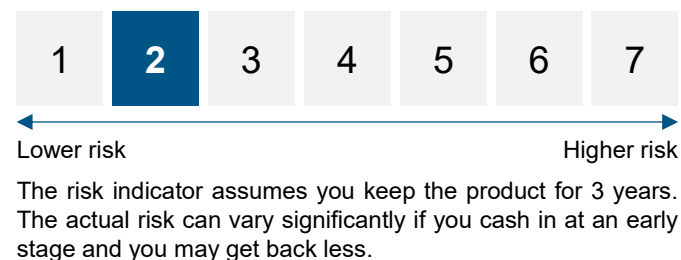 1 2 3 4 5 6 7
Lower risk Higher risk
The risk indicator assumes you keep the product for 3 years.
The actual risk can vary significantly if you cash in at an early
stage and you may get back less.